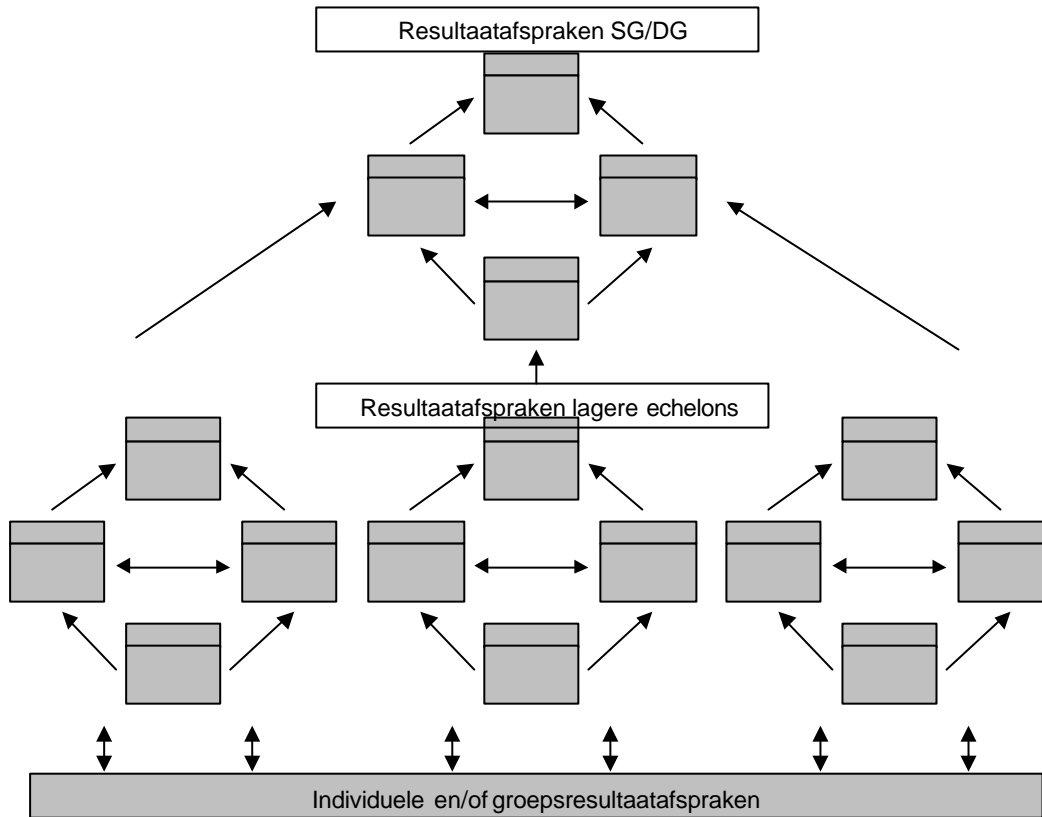 Resultaatafspraken SG/DG
Resultaatafspraken lagere echelons
Individuele en/of groepsresultaatafspraken